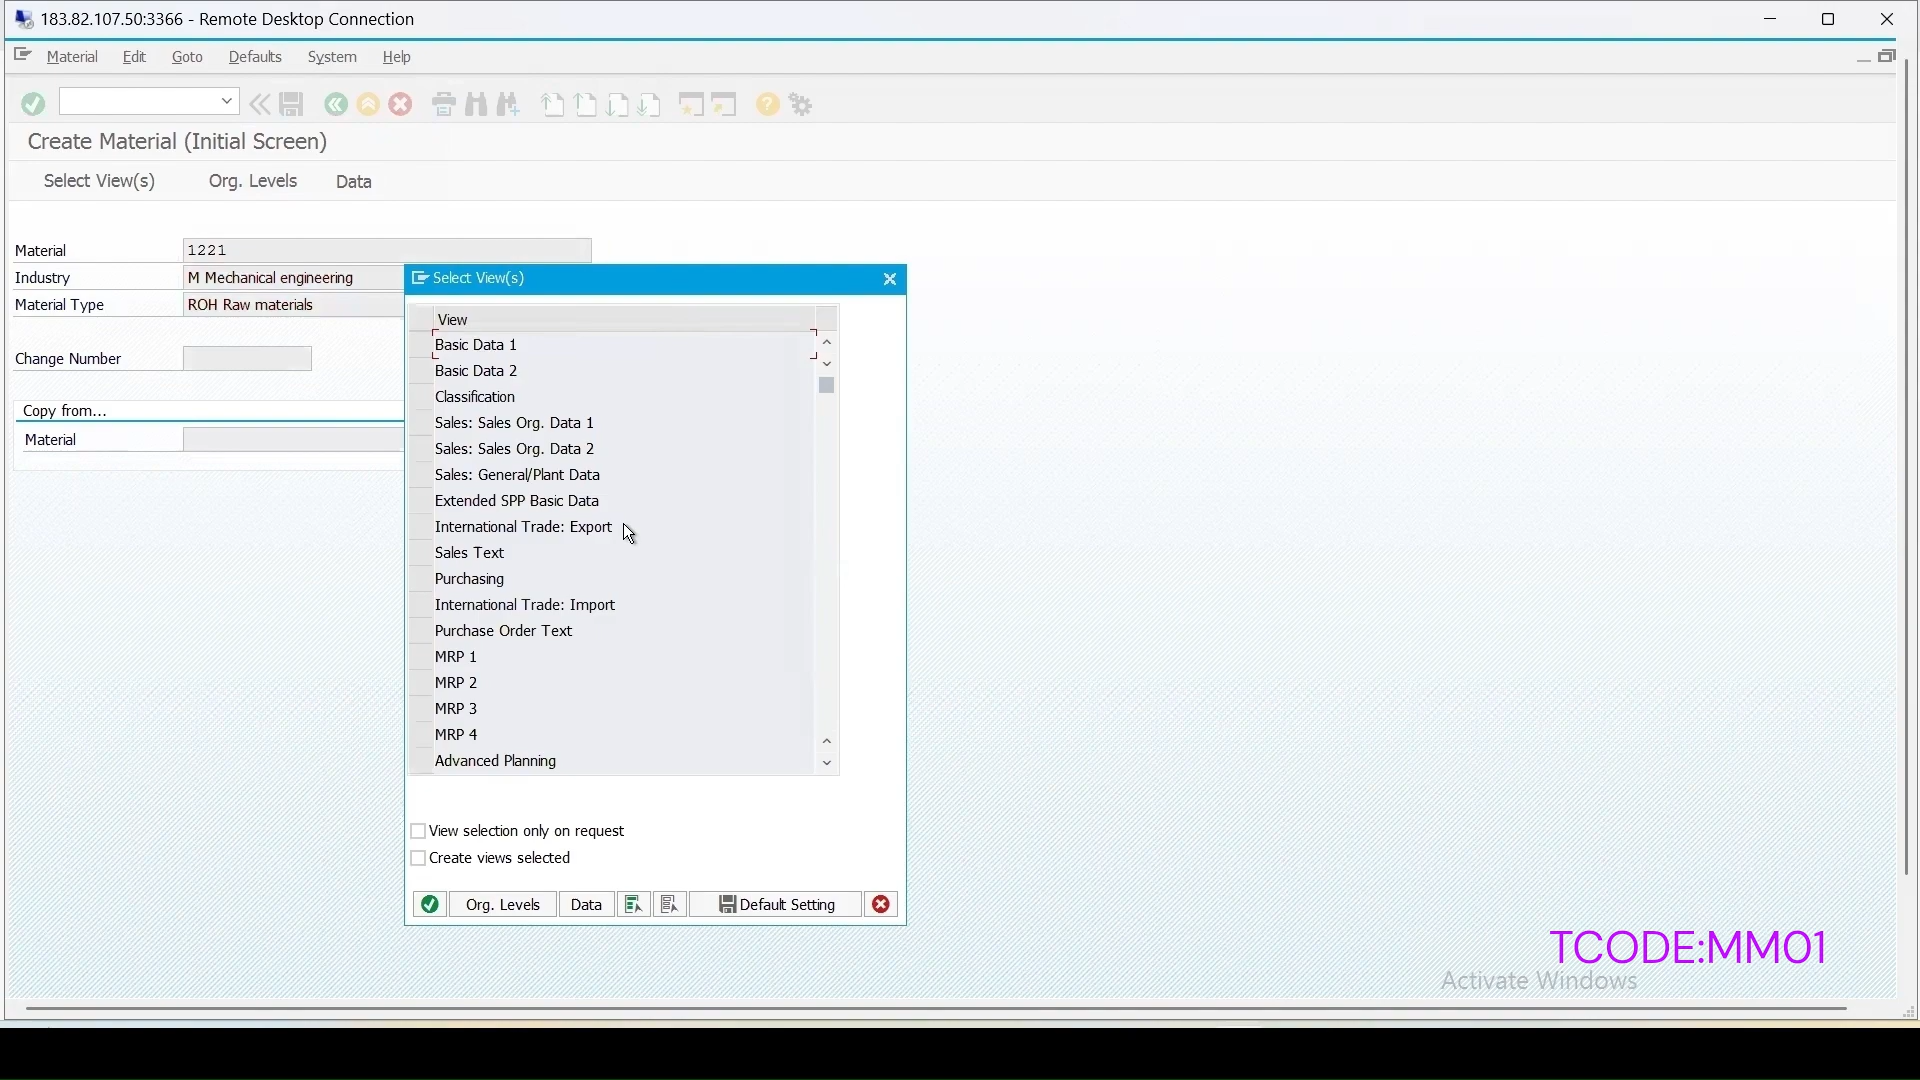 183.82.107.50:3366 - Remote Desktop Connection
Material Edit Goto Defaults System Help
Create Material (Initial Screen)
Select View(s) Org. Levels Data
Material 1221
Industry M Mechanical engineering
Material Type ROH Raw materials
Change Number
Copy from...
Material
Select View(s)
View
Basic Data 1
Basic Data 2
Classification
Sales: Sales Org. Data 1
Sales: Sales Org. Data 2
Sales: General/Plant Data
Extended SPP Basic Data
International Trade: Export
Sales Text
Purchasing
International Trade: Import
Purchase Order Text
MRP 1
MRP 2
MRP 3
MRP 4
Advanced Planning
View selection only on request
Create views selected
Org. Levels Data Default Setting
TCODE:MM01
Activate Windows